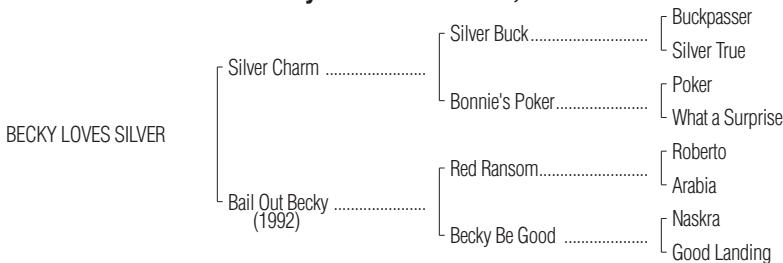 Buckpasser
Silver Buck
Silver True
Silver Charm
Poker
Bonnie's Poker
What a Surprise
BECKY LOVES SILVER
Roberto
Red Ransom
Arabia
Bail Out Becky
(1992)
Naskra
Becky Be Good
Good Landing